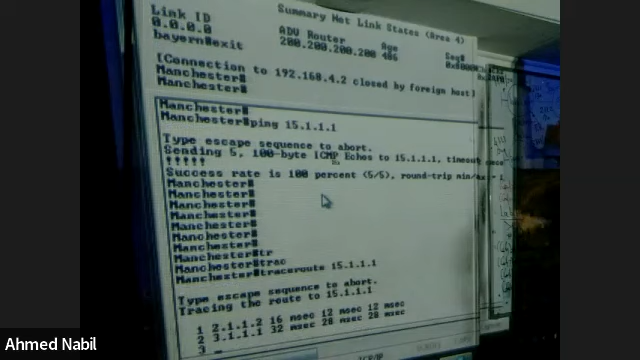 Summary Net Link States (Area 4)
Link ID ADV Router Age Seq#
0.0.0.0 200.200.200.200 486
bayern#exit
[Connection to 192.168.4.2 closed by foreign host]
Manchester#
Manchester#
Manchester#
Manchester#ping 15.1.1.1
Type escape sequence to abort.
Sending 5, 100-byte ICMP Echos to 15.1.1.1, timeout
!!!!!
Success rate is 100 percent (5/5), round-trip
Manchester#
Manchester#
Manchester#
Manchester#
Manchester#
Manchester#
Manchester#
Manchester#tr
Manchester#trac
Manchester#traceroute 15.1.1.1
Type escape sequence to abort.
Tracing the route to 15.1.1.1
1 2.1.1.2 16 msec 12 msec 12 msec
2 3.1.1.1 32 msec 28 msec 28 msec
3
Ahmed Nabil